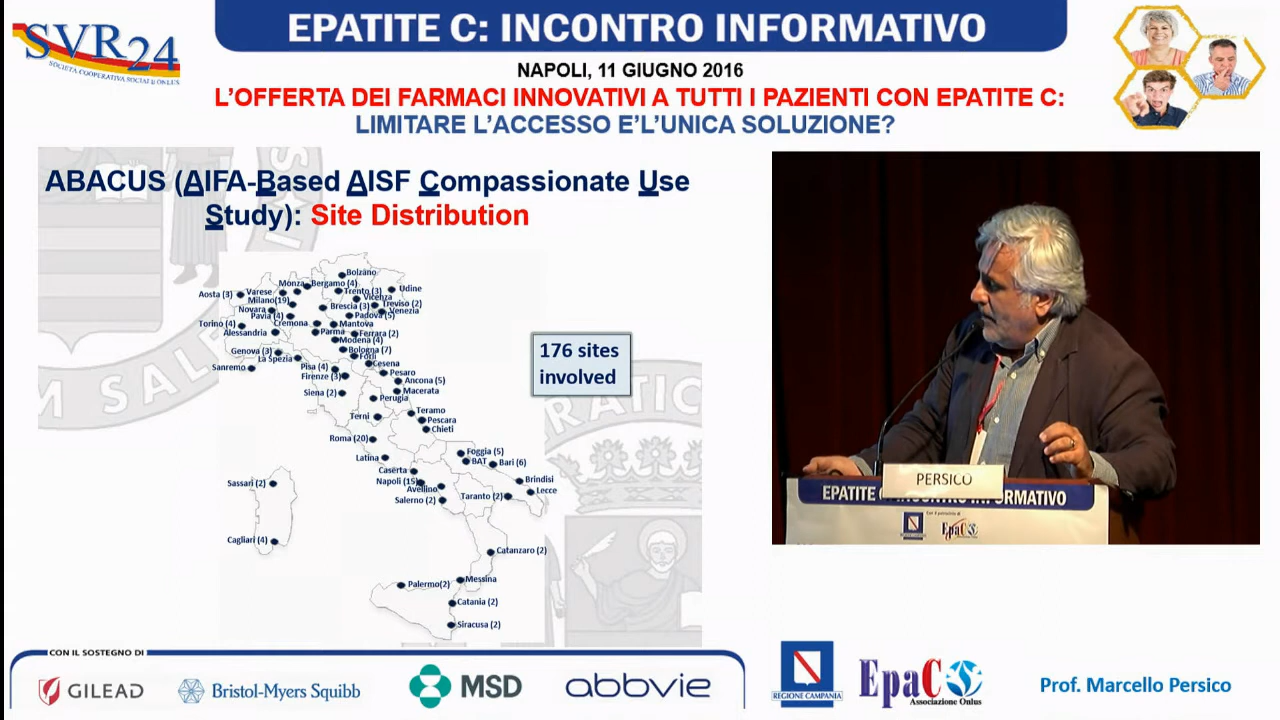 SVR24
SOCIETÀ COOPERATIVA SOCIALE ONLUS
EPATITE C: INCONTRO INFORMATIVO
NAPOLI, 11 GIUGNO 2016
L'OFFERTA DEI FARMACI INNOVATIVI A TUTTI I PAZIENTI CON EPATITE C:
LIMITARE L'ACCESSO E'L'UNICA SOLUZIONE?
ABACUS (AIFA-Based AISF Compassionate Use
Study): Site Distribution
Bolzano
Monza
Bergamo (4)
Aosta (3)
Varese
Trento (3)
Udine
Milano(19)
Vicenza
Novara
Brescia (3)
Treviso (2)
Venezia
Pavia (4)
Padova (5)
Torino (4)
Cremona
Mantova
Alessandria
Parma
Ferrara (2)
Modena (4)
Genova (3)
Bologna (7)
La Spezia
Forlì
Sanremo
Pisa (4)
Cesena
Firenze (3)
Pesaro
Ancona (5)
Siena (2)
Macerata
Perugia
Terni
Teramo
Pescara
Chieti
Roma (20)
Latina
Foggia (5)
BAT
Bari (6)
Caserta
Napoli (15)
Avellino
Brindisi
Salerno (2)
Taranto (2)
Lecce
Sassari (2)
Cagliari (4)
Catanzaro (2)
Palermo(2)
Messina
Catania (2)
Siracusa (2)
176 sites
involved
PERSICO
EPATITE C INCONTRO INFORMATIVO
EpaC
CON IL SOSTEGNO DI
GILEAD
Bristol-Myers Squibb
MSD
abbvie
REGIONE CAMPANIA
EpaC
Associazione Onlus
Prof. Marcello Persico